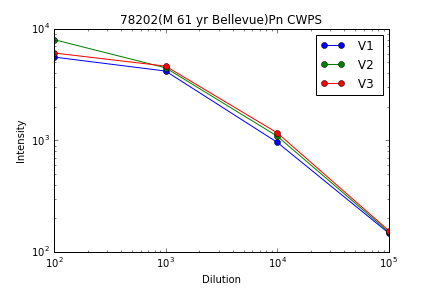 78202(M 61 yr Bellevue)Pn CWPS
10^4
10^3
10^2
Intensity
10^2 10^3 10^4 10^5
Dilution
V1
V2
V3